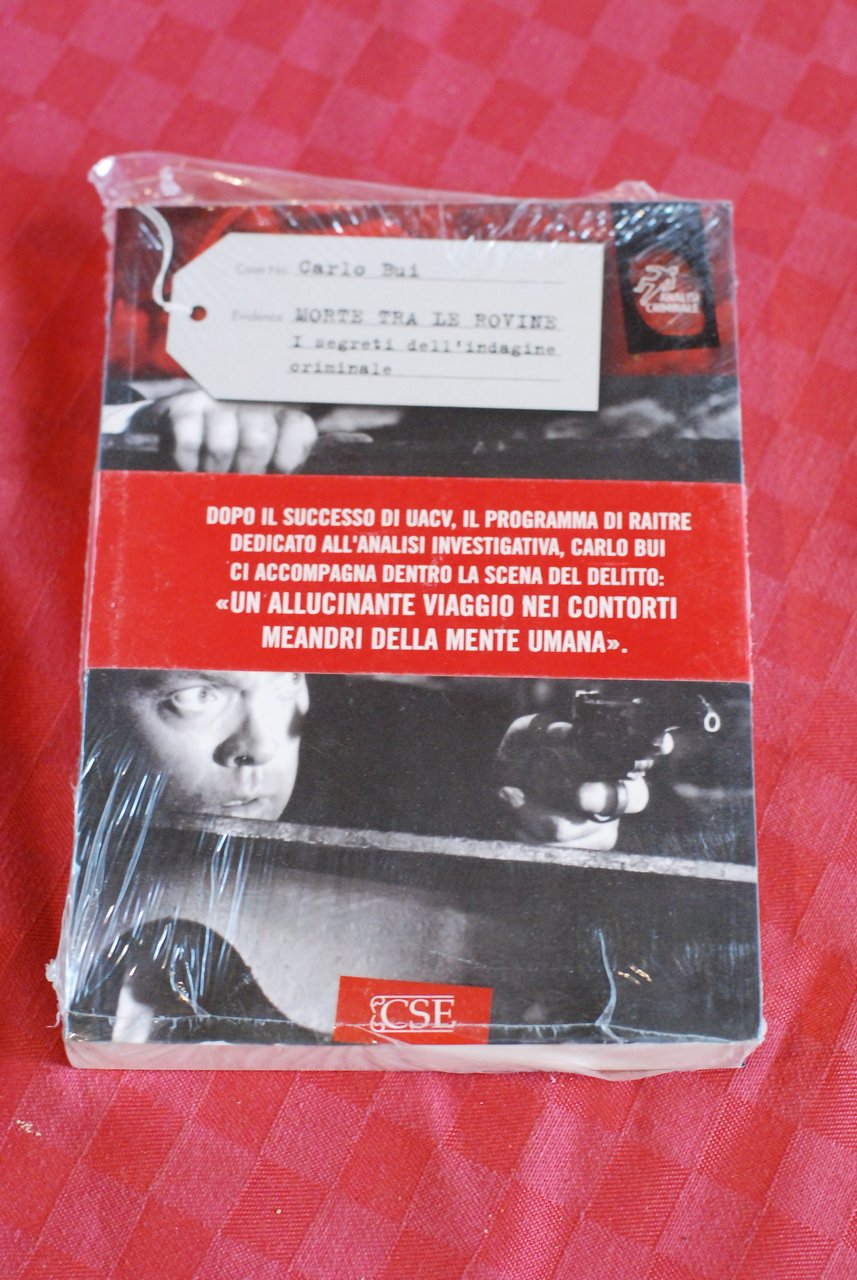 Case No. Carlo Bui
Evidence MORTE TRA LE ROVINE
I segreti dell'indagine
criminale
ANALISI
CRIMINALE
DOPO IL SUCCESSO DI UACV, IL PROGRAMMA DI RAITRE
DEDICATO ALL'ANALISI INVESTIGATIVA, CARLO BUI
CI ACCOMPAGNA DENTRO LA SCENA DEL DELITTO:
«UN ALLUCINANTE VIAGGIO NEI CONTORTI
MEANDRI DELLA MENTE UMANA».
CSE